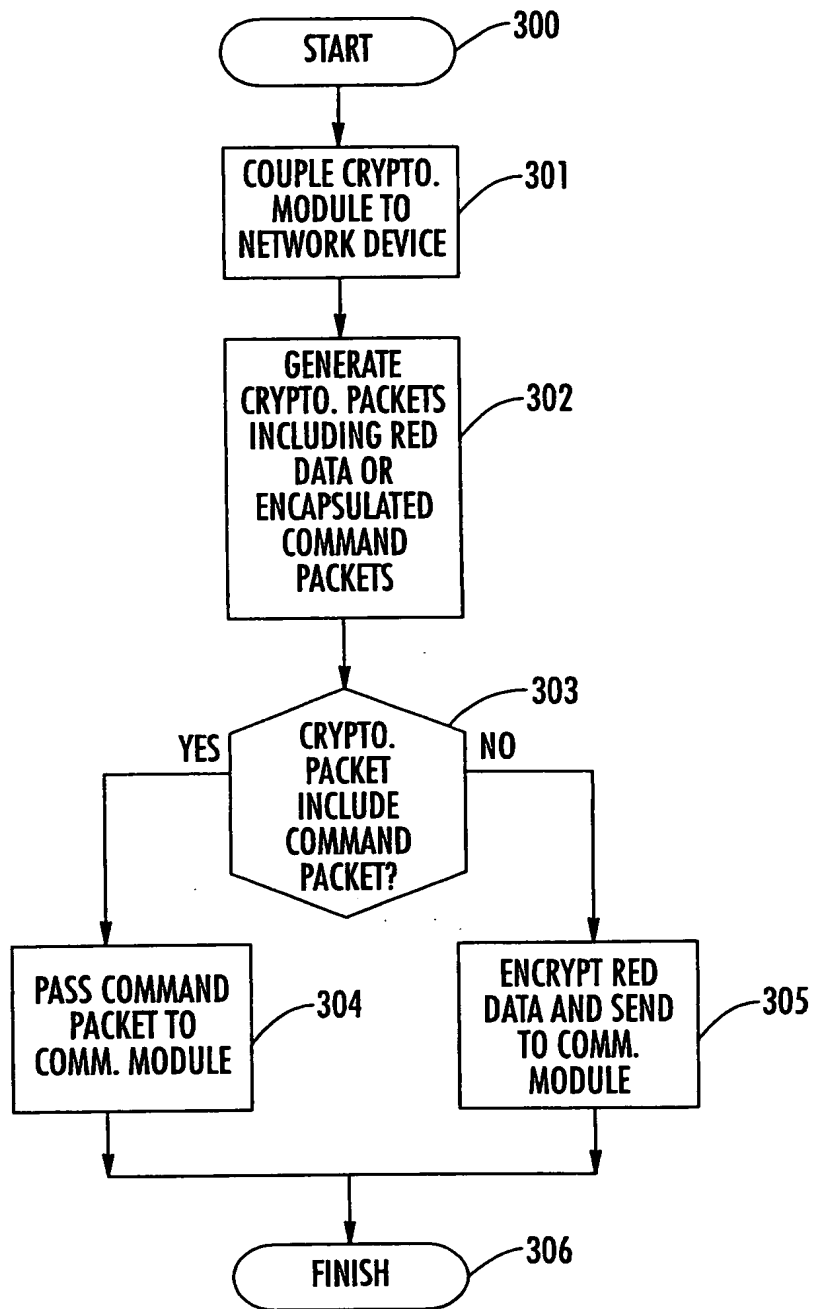 START
300
COUPLE CRYPTO.
MODULE TO
NETWORK DEVICE
301
GENERATE
CRYPTO. PACKETS
INCLUDING RED
DATA OR
ENCAPSULATED
COMMAND
PACKETS
302
303
YES
CRYPTO.
PACKET
INCLUDE
COMMAND
PACKET?
NO
PASS COMMAND
PACKET TO
COMM. MODULE
304
ENCRYPT RED
DATA AND SEND
TO COMM.
MODULE
305
FINISH
306